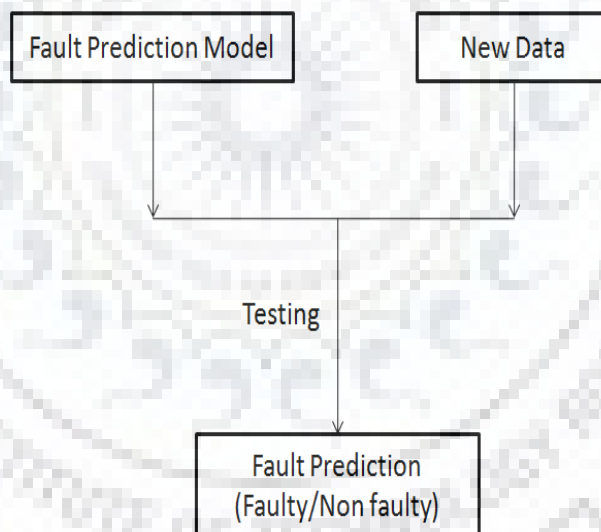 Fault Prediction Model
New Data
Testing
Fault Prediction
(Faulty/Non faulty)